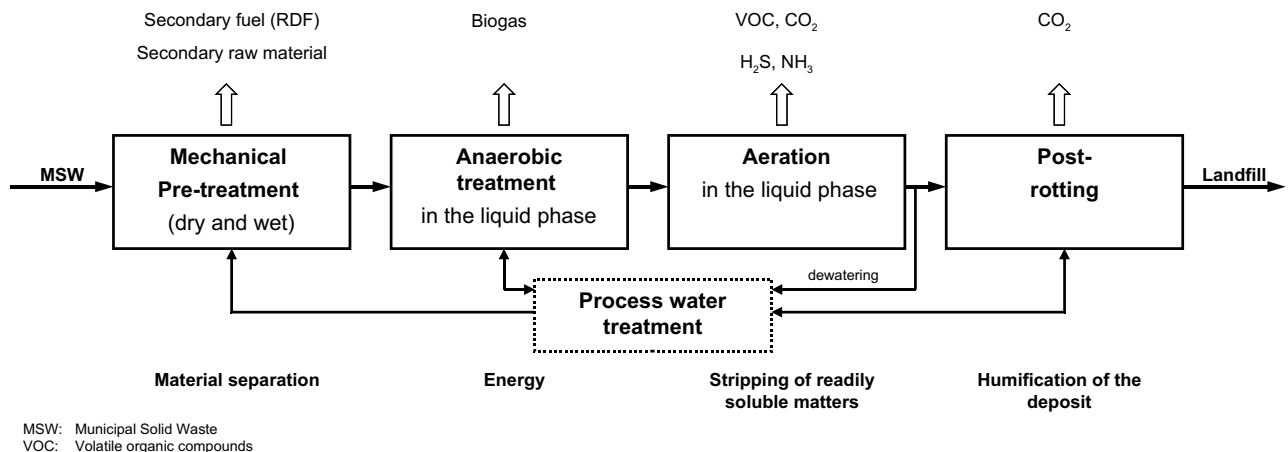 Secondary fuel (RDF)
Secondary raw material
Biogas
VOC, CO₂
H₂S, NH₃
CO₂
MSW
Mechanical
Pre-treatment
(dry and wet)
Anaerobic
treatment
in the liquid phase
Aeration
in the liquid phase
Post-
rotting
Landfill
dewatering
Process water
treatment
Material separation
Energy
Stripping of readily
soluble matters
Humification of the
deposit
MSW: Municipal Solid Waste
VOC: Volatile organic compounds